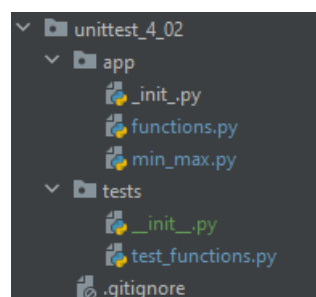 unittest_4_02
app
_init_.py
functions.py
min_max.py
tests
__init__.py
test_functions.py
.gitignore